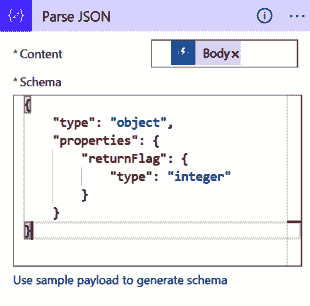 Parse JSON
* Content
Body×
* Schema
{
    "type": "object",
    "properties": {
        "returnFlag": {
            "type": "integer"
        }
    }
}
Use sample payload to generate schema